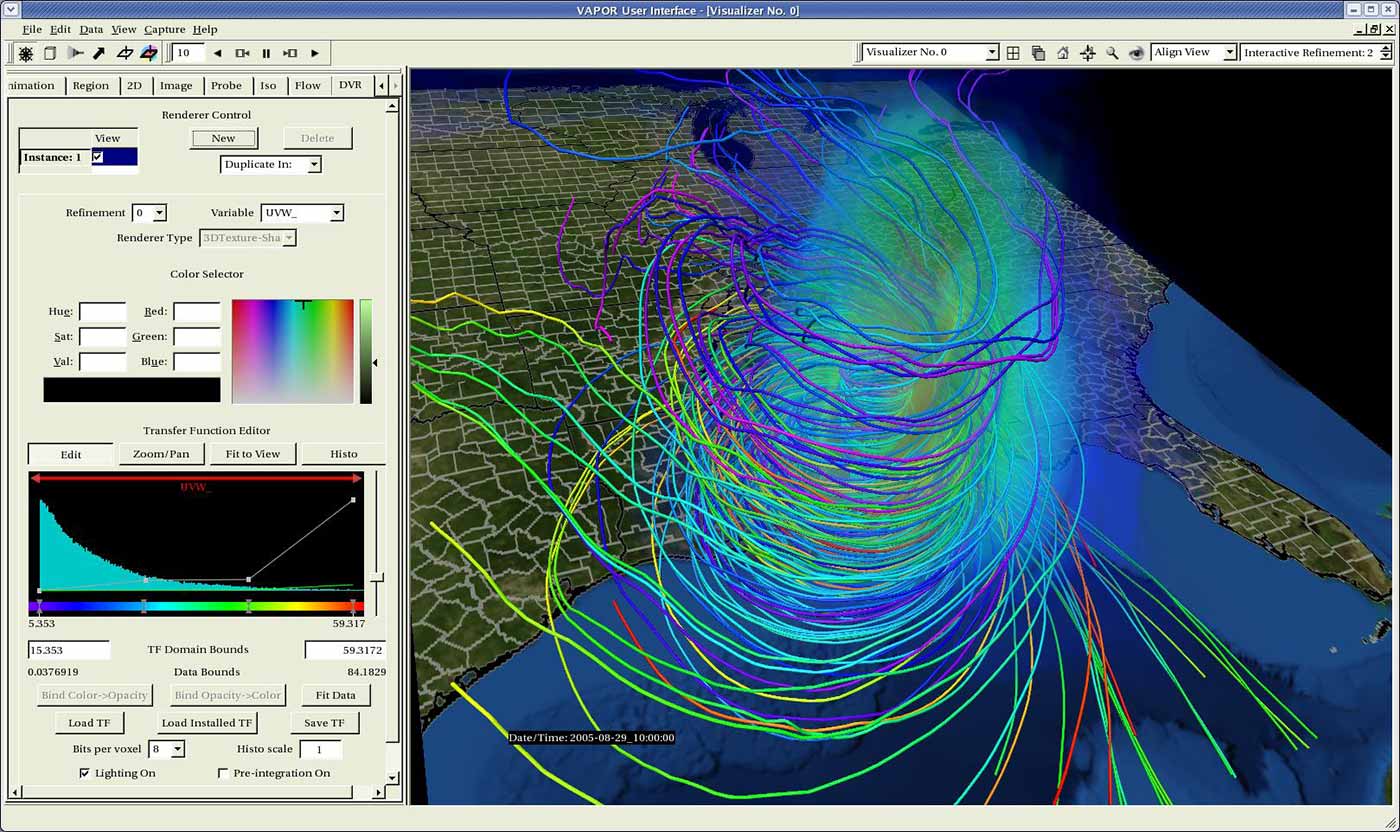 VAPOR User Interface - [Visualizer No. 0]
File Edit Data View Capture Help
10
Visualizer No. 0
Align View
Interactive Refinement: 2
nimation Region 2D Image Probe Iso Flow DVR
Renderer Control
View
New
Delete
Instance: 1
Duplicate In:
Refinement 0 Variable UVW_
Renderer Type 3DTexture-Sha
Color Selector
Hue: Red:
Sat: Green:
Val: Blue:
Transfer Function Editor
Edit Zoom/Pan Fit to View Histo
UVW_
5.353 59.317
15.353 TF Domain Bounds 59.3172
0.0376919 Data Bounds 84.1829
Bind Color->Opacity Bind Opacity->Color Fit Data
Load TF Load Installed TF Save TF
Bits per voxel 8 Histo scale 1
Lighting On Pre-integration On
Date/Time: 2005-08-29_10:00:00